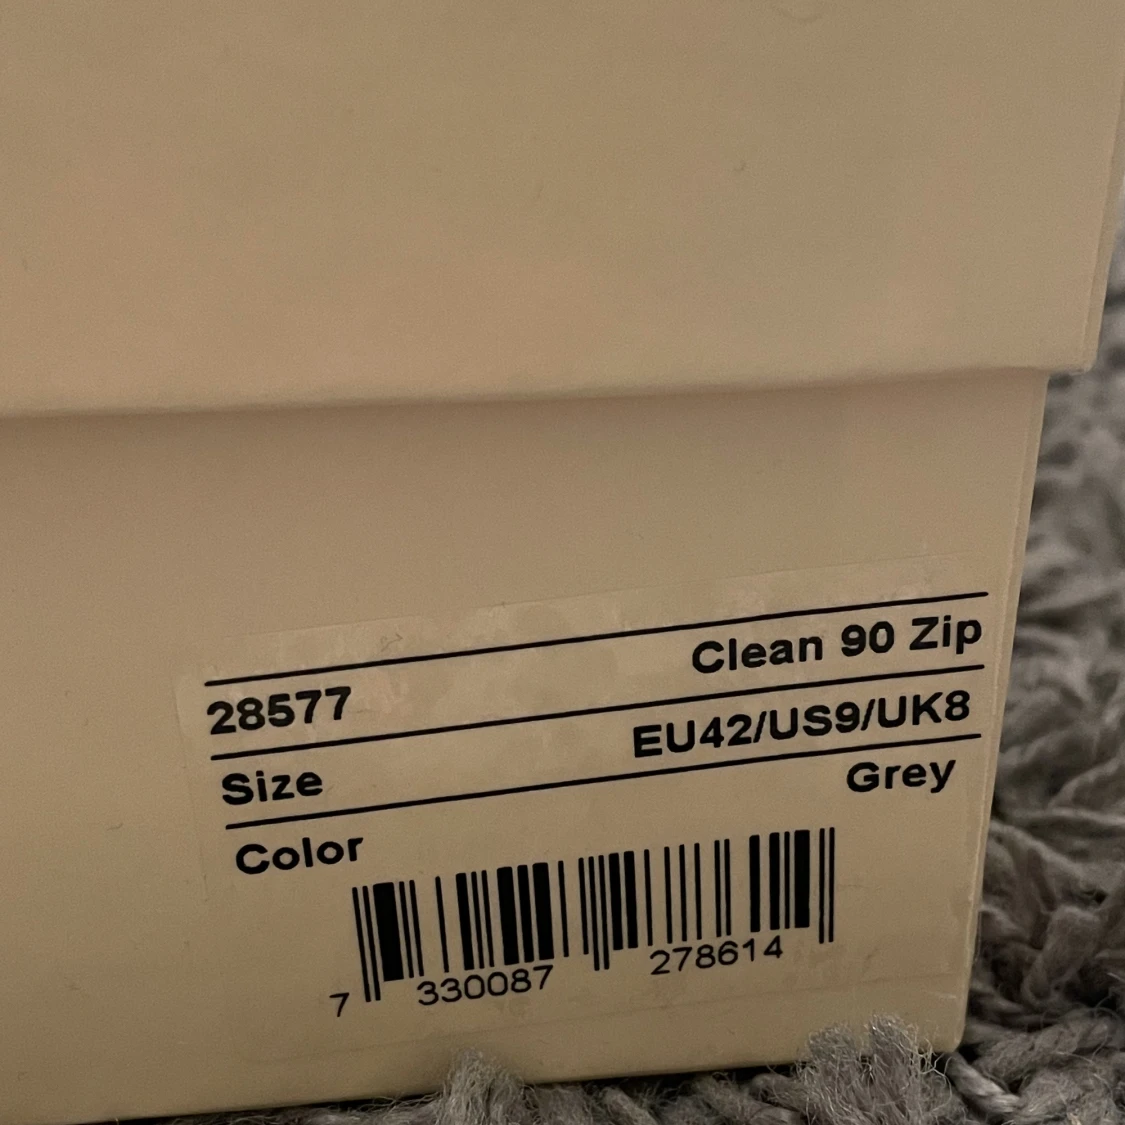 28577 Clean 90 Zip
Size EU42/US9/UK8
Color Grey
7 330087 278614